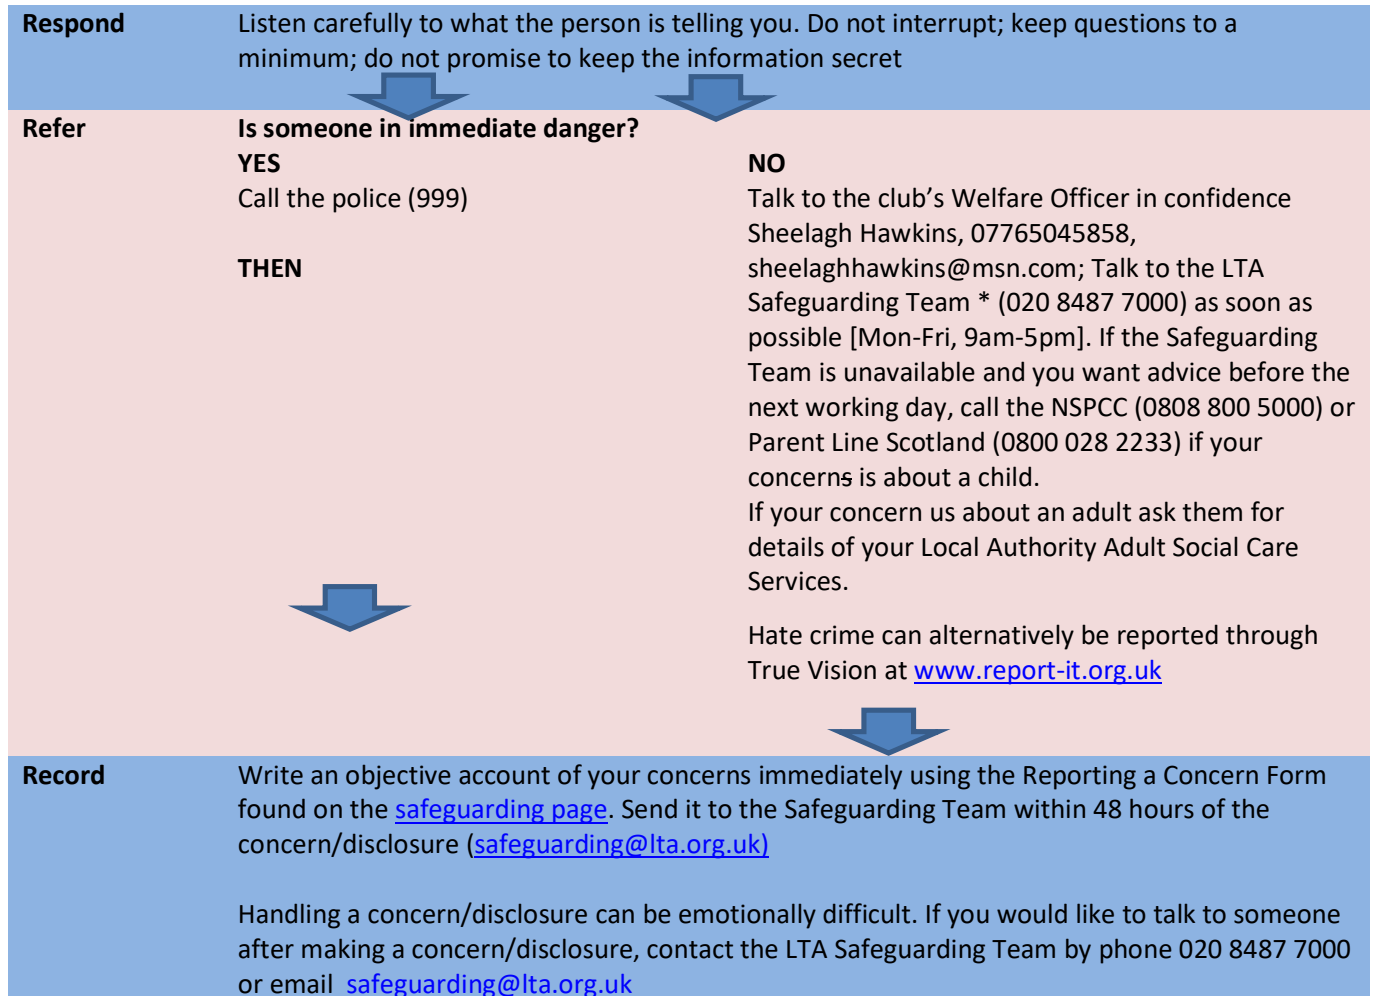 Respond
Listen carefully to what the person is telling you. Do not interrupt; keep questions to a
minimum; do not promise to keep the information secret
Refer
Is someone in immediate danger?
YES
Call the police (999)
THEN
NO
Talk to the club’s Welfare Officer in confidence
Sheelagh Hawkins, 07765045858,
sheelaghhawkins@msn.com; Talk to the LTA
Safeguarding Team * (020 8487 7000) as soon as
possible [Mon-Fri, 9am-5pm]. If the Safeguarding
Team is unavailable and you want advice before the
next working day, call the NSPCC (0808 800 5000) or
Parent Line Scotland (0800 028 2233) if your
concerns is about a child.
If your concern us about an adult ask them for
details of your Local Authority Adult Social Care
Services.
Hate crime can alternatively be reported through
True Vision at www.report-it.org.uk
Record
Write an objective account of your concerns immediately using the Reporting a Concern Form
found on the safeguarding page. Send it to the Safeguarding Team within 48 hours of the
concern/disclosure (safeguarding@lta.org.uk)
Handling a concern/disclosure can be emotionally difficult. If you would like to talk to someone
after making a concern/disclosure, contact the LTA Safeguarding Team by phone 020 8487 7000
or email safeguarding@lta.org.uk